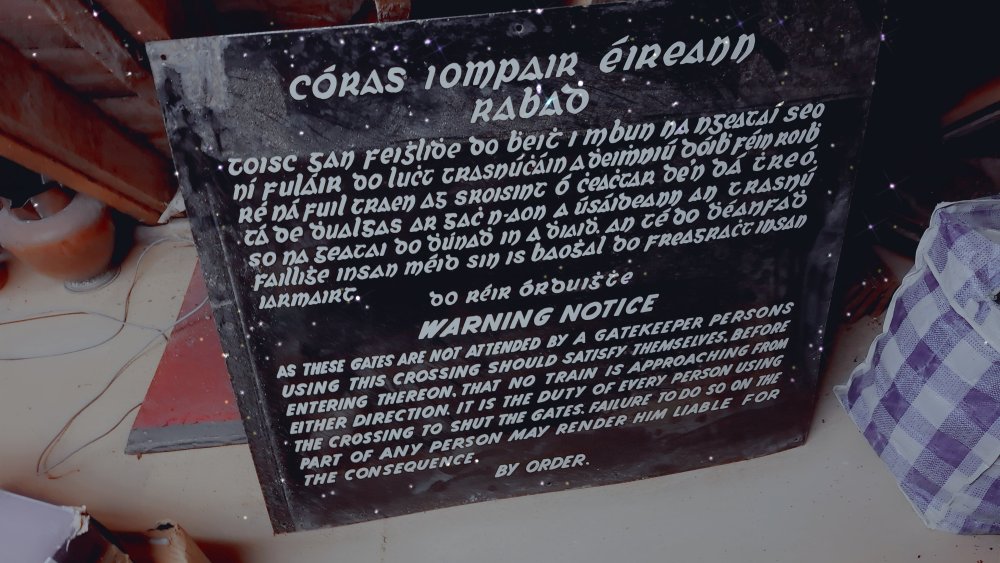 CÓRAS IOMPAIR ÉIREANN
RABAḊ
toisc gan feiġliḋe do ḃeiṫ i mbun na ngeataí seo
ní fuláir do luċt trasnúċáin a ḋeimniú dóiḃ féin roiḃ
ré ná fuil traen ag sroisint ó ċeaċtar de'n dá ṫreó.
tá de ḋualgas ar gaċ n-aon a úsáideann an trasnú
so na geatai do ḋúnaḋ in a ḋiaiḋ. an té do ḋéanfaḋ
failliġe insan méid sin is baoġal do freagraċt insan
iarmairt.
do réir órduiġṫe
WARNING NOTICE
AS THESE GATES ARE NOT ATTENDED BY A GATEKEEPER PERSONS
USING THIS CROSSING SHOULD SATISFY THEMSELVES, BEFORE
ENTERING THEREON, THAT NO TRAIN IS APPROACHING FROM
EITHER DIRECTION. IT IS THE DUTY OF EVERY PERSON USING
THE CROSSING TO SHUT THE GATES. FAILURE TO DO SO ON THE
PART OF ANY PERSON MAY RENDER HIM LIABLE FOR
THE CONSEQUENCE.
BY ORDER.